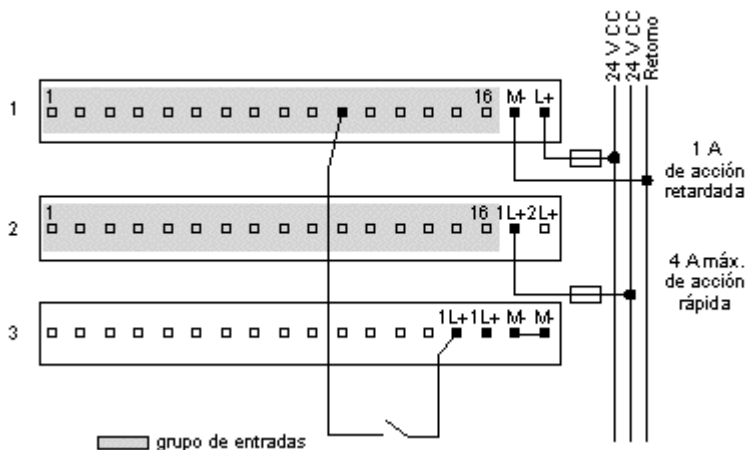 24 V CC
24 V CC
Retorno
1
1
16
M-
L+
1 A
de acción
retardada
2
1
16
1L+
2L+
4 A máx.
de acción
rápida
3
1L+
1L+
M-
M-
grupo de entradas